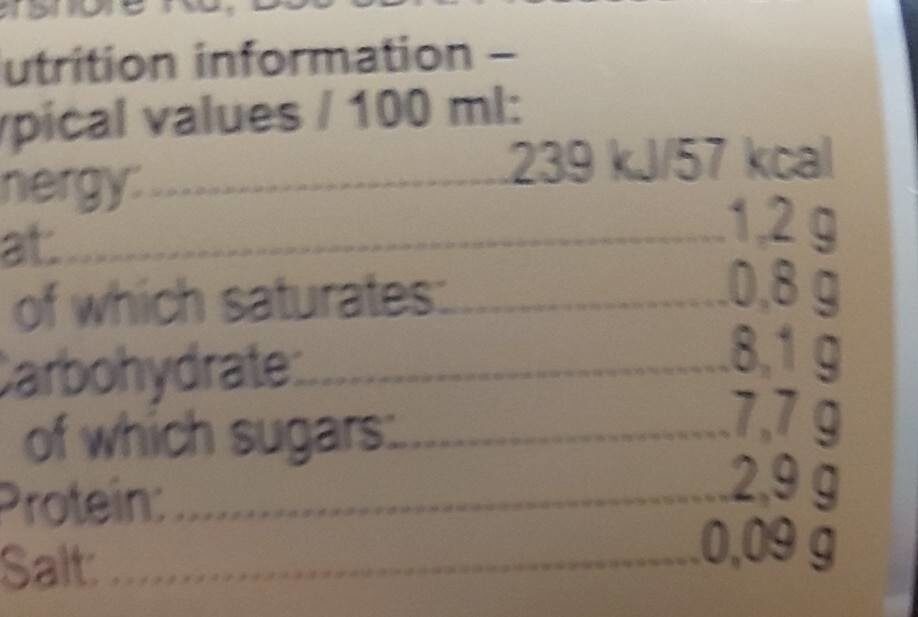 utrition information –
ypical values / 100 ml:
nergy:......239 kJ/57 kcal
at:......1,2 g
of which saturates:......0,8 g
Carbohydrate:......8,1 g
of which sugars:......7,7 g
Protein:......2,9 g
Salt:......0,09 g